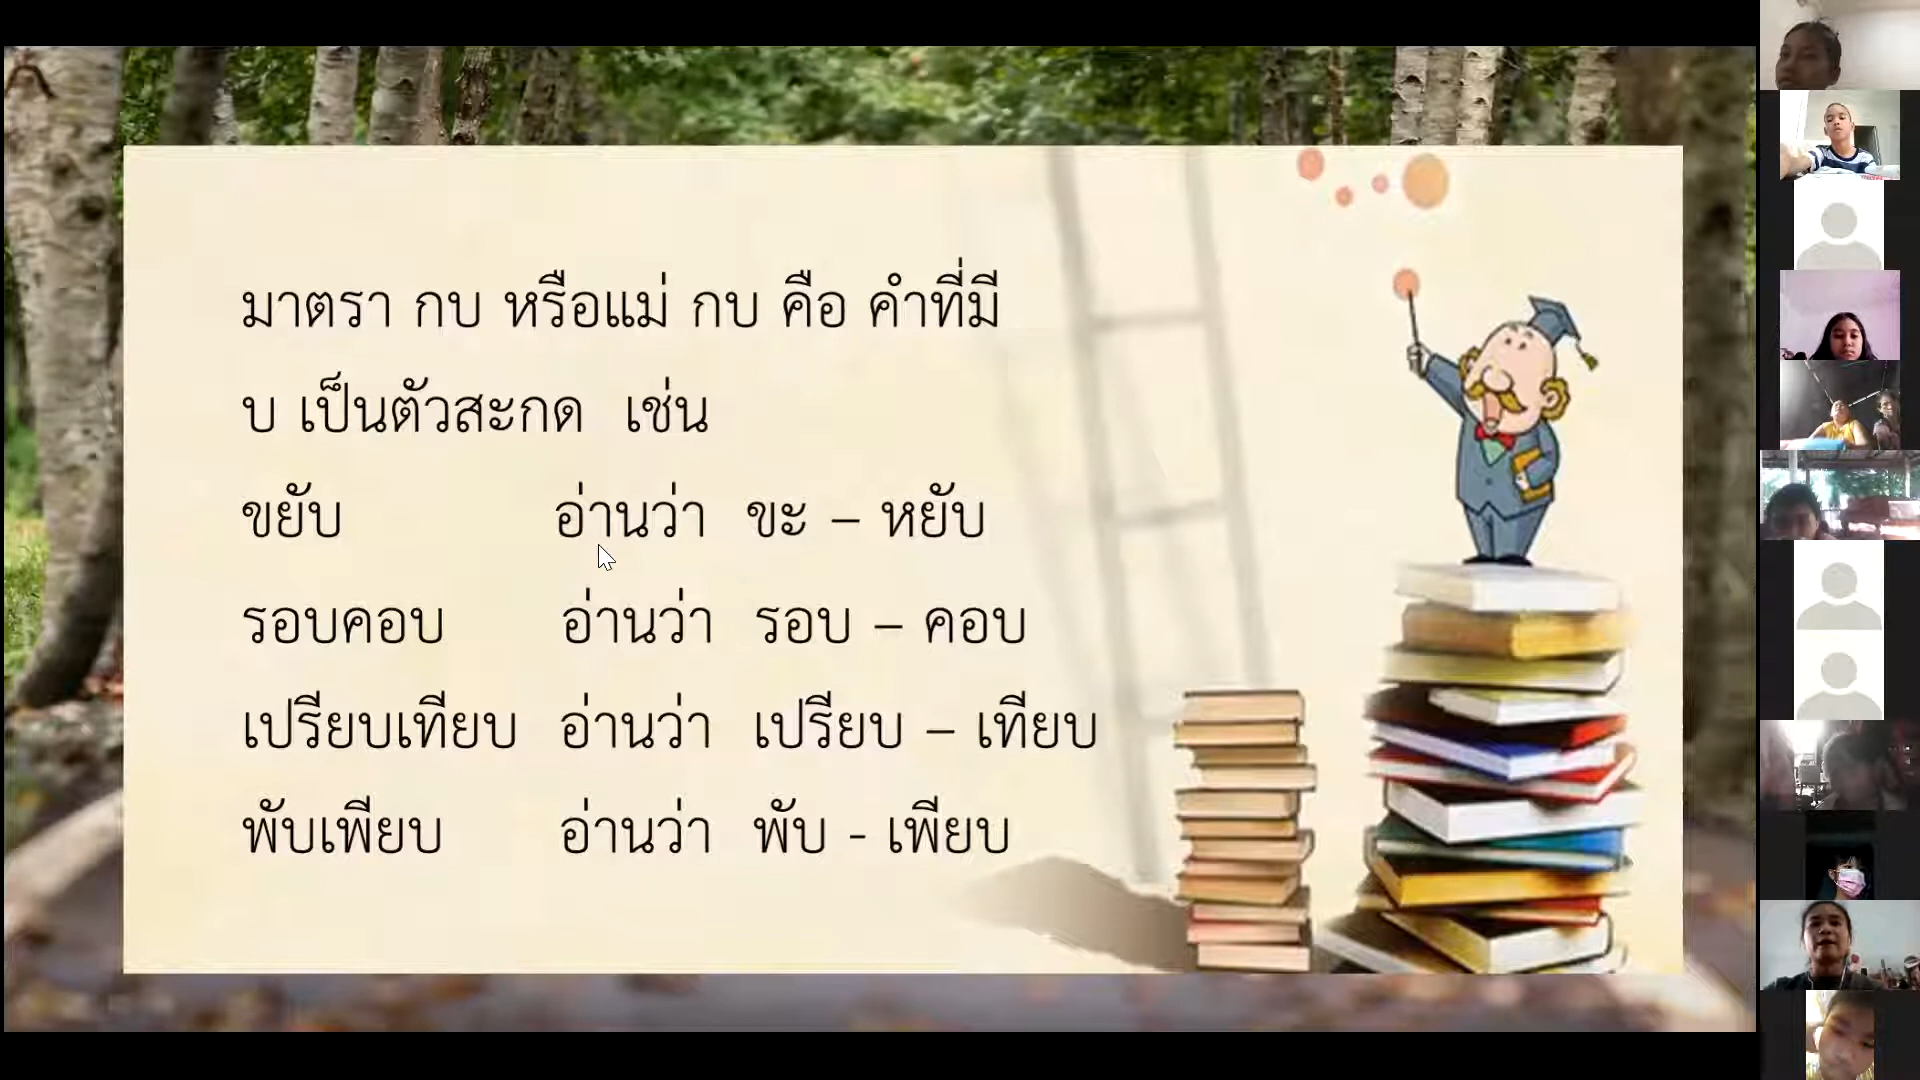 มาตรา กบ หรือแม่ กบ คือ คำที่มี
บ เป็นตัวสะกด เช่น
ขยับ อ่านว่า ขะ – หยับ
รอบคอบ อ่านว่า รอบ – คอบ
เปรียบเทียบ อ่านว่า เปรียบ – เทียบ
พับเพียบ อ่านว่า พับ - เพียบ